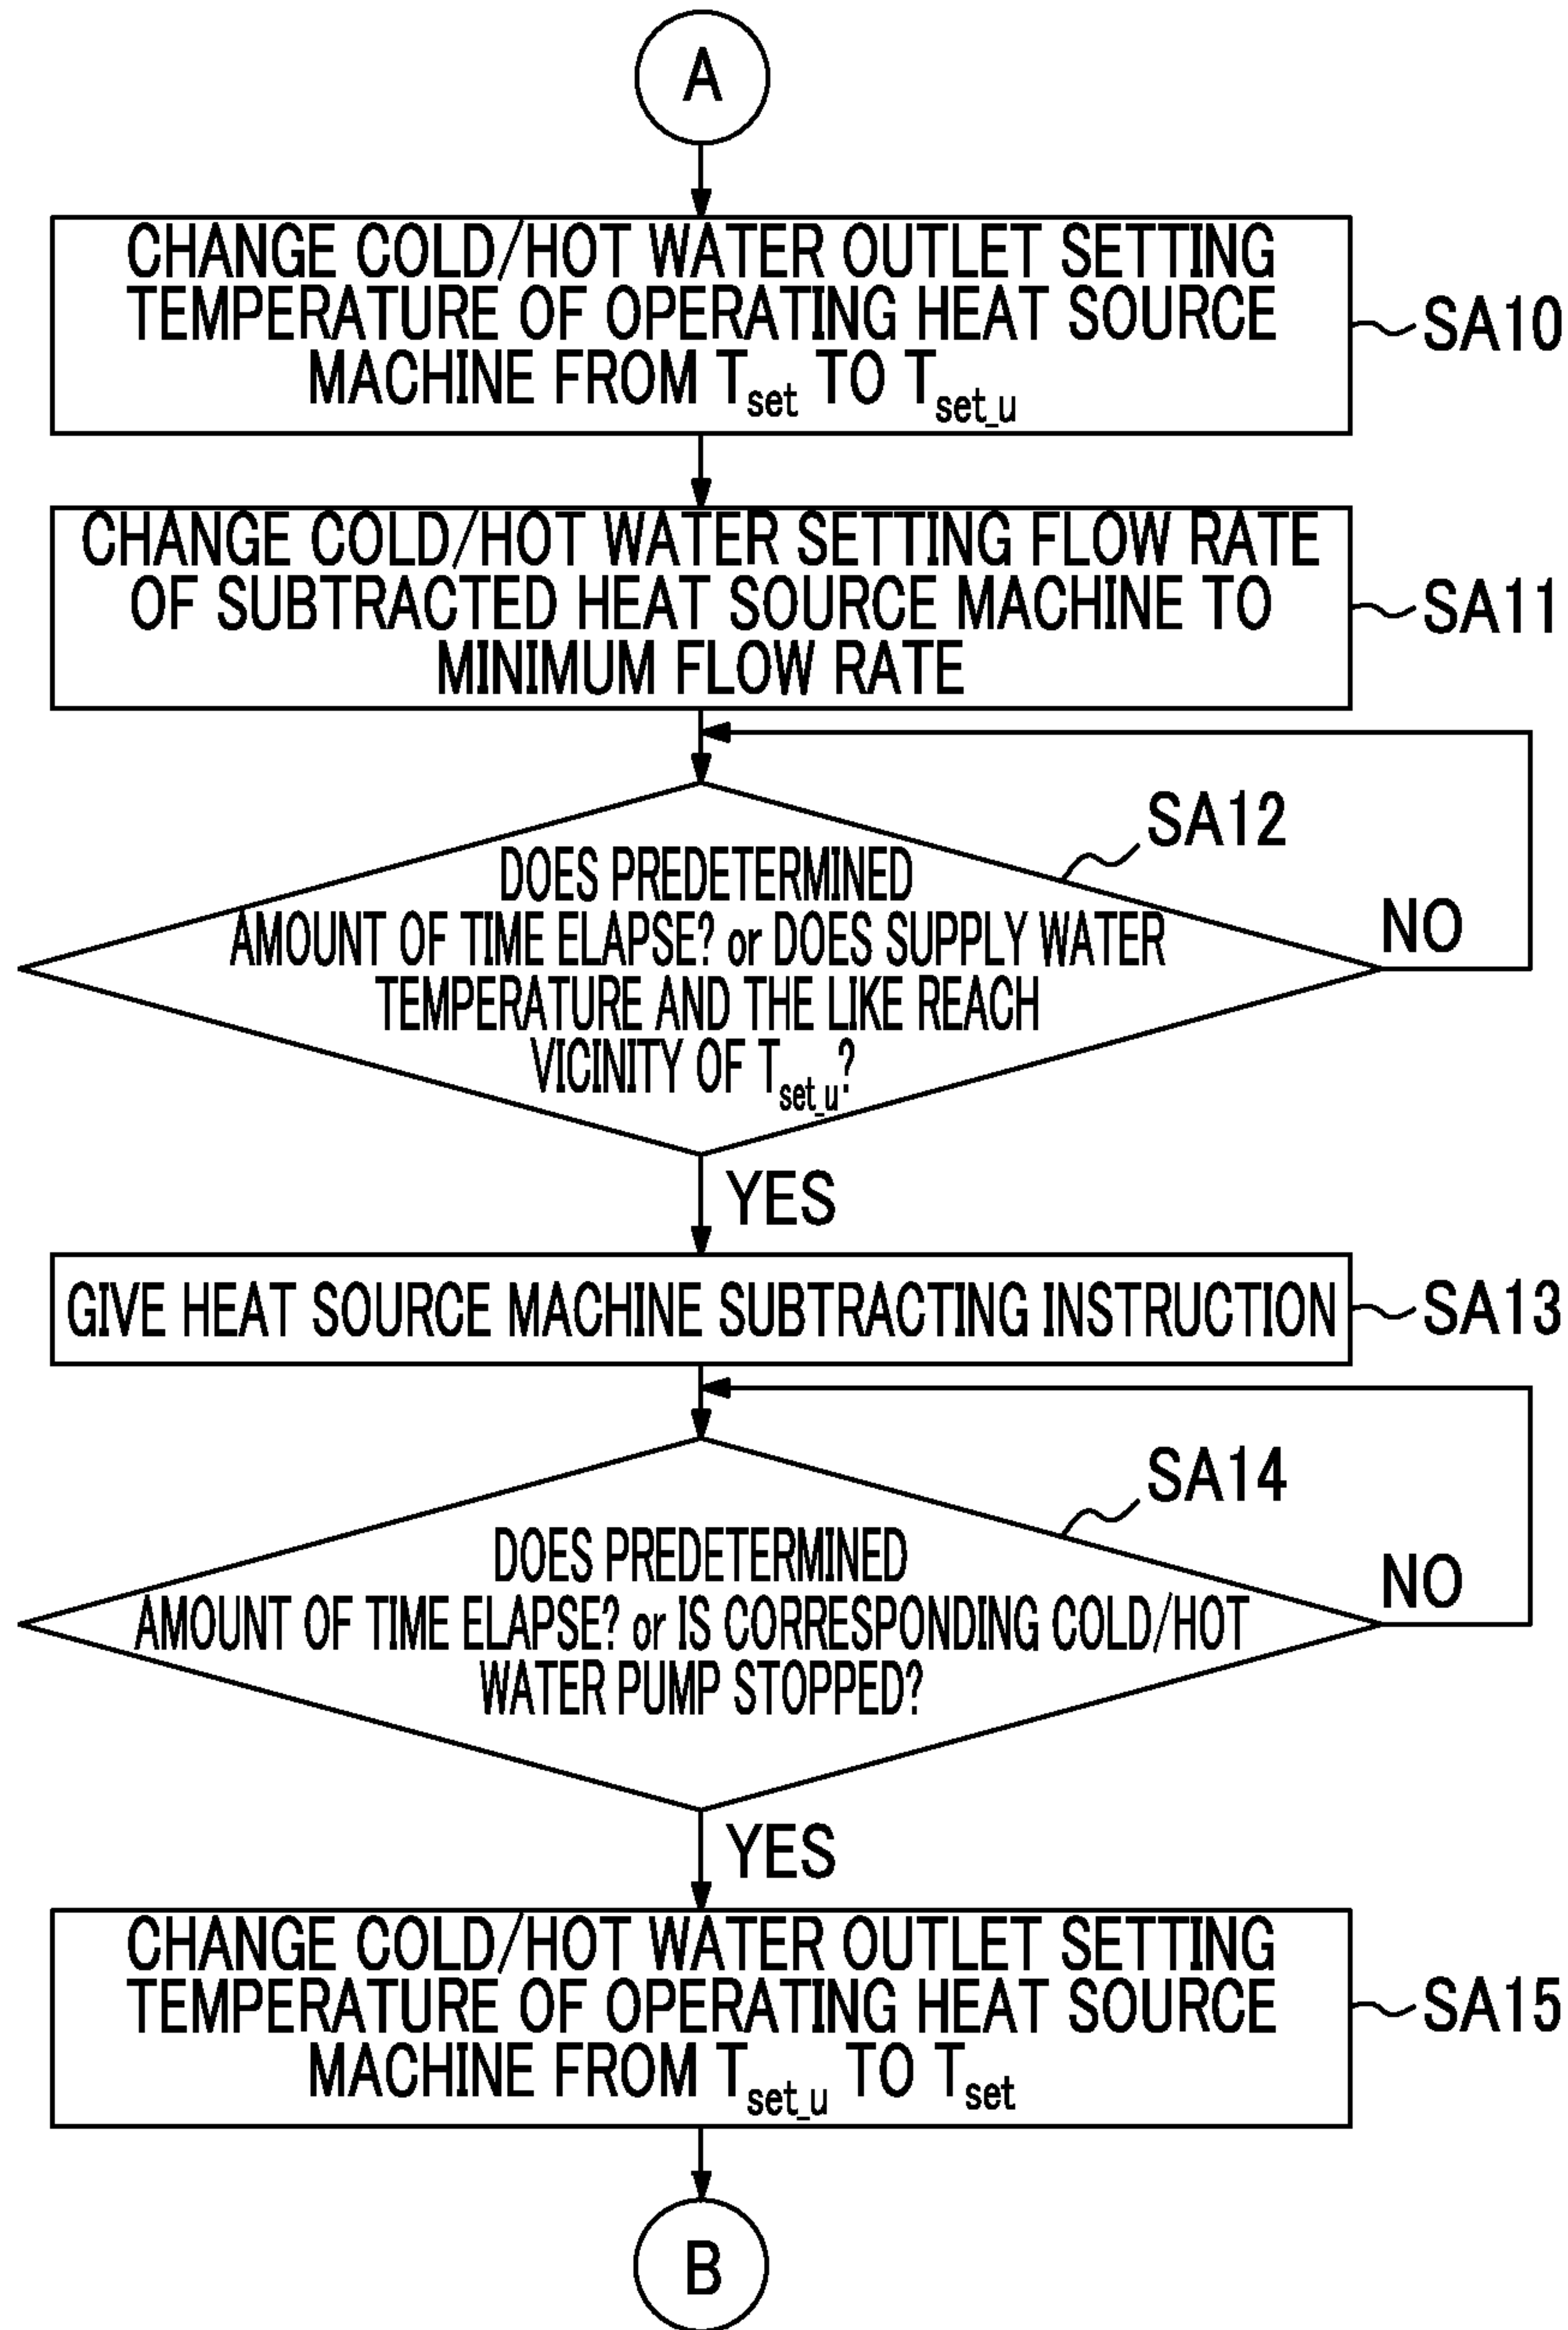 A
CHANGE COLD/HOT WATER OUTLET SETTING
TEMPERATURE OF OPERATING HEAT SOURCE
MACHINE FROM Tset TO Tset_u
SA10
CHANGE COLD/HOT WATER SETTING FLOW RATE
OF SUBTRACTED HEAT SOURCE MACHINE TO
MINIMUM FLOW RATE
SA11
SA12
DOES PREDETERMINED
AMOUNT OF TIME ELAPSE? or DOES SUPPLY WATER
TEMPERATURE AND THE LIKE REACH
VICINITY OF Tset_u?
NO
YES
GIVE HEAT SOURCE MACHINE SUBTRACTING INSTRUCTION
SA13
SA14
DOES PREDETERMINED
AMOUNT OF TIME ELAPSE? or IS CORRESPONDING COLD/HOT
WATER PUMP STOPPED?
NO
YES
CHANGE COLD/HOT WATER OUTLET SETTING
TEMPERATURE OF OPERATING HEAT SOURCE
MACHINE FROM Tset_u TO Tset
SA15
B